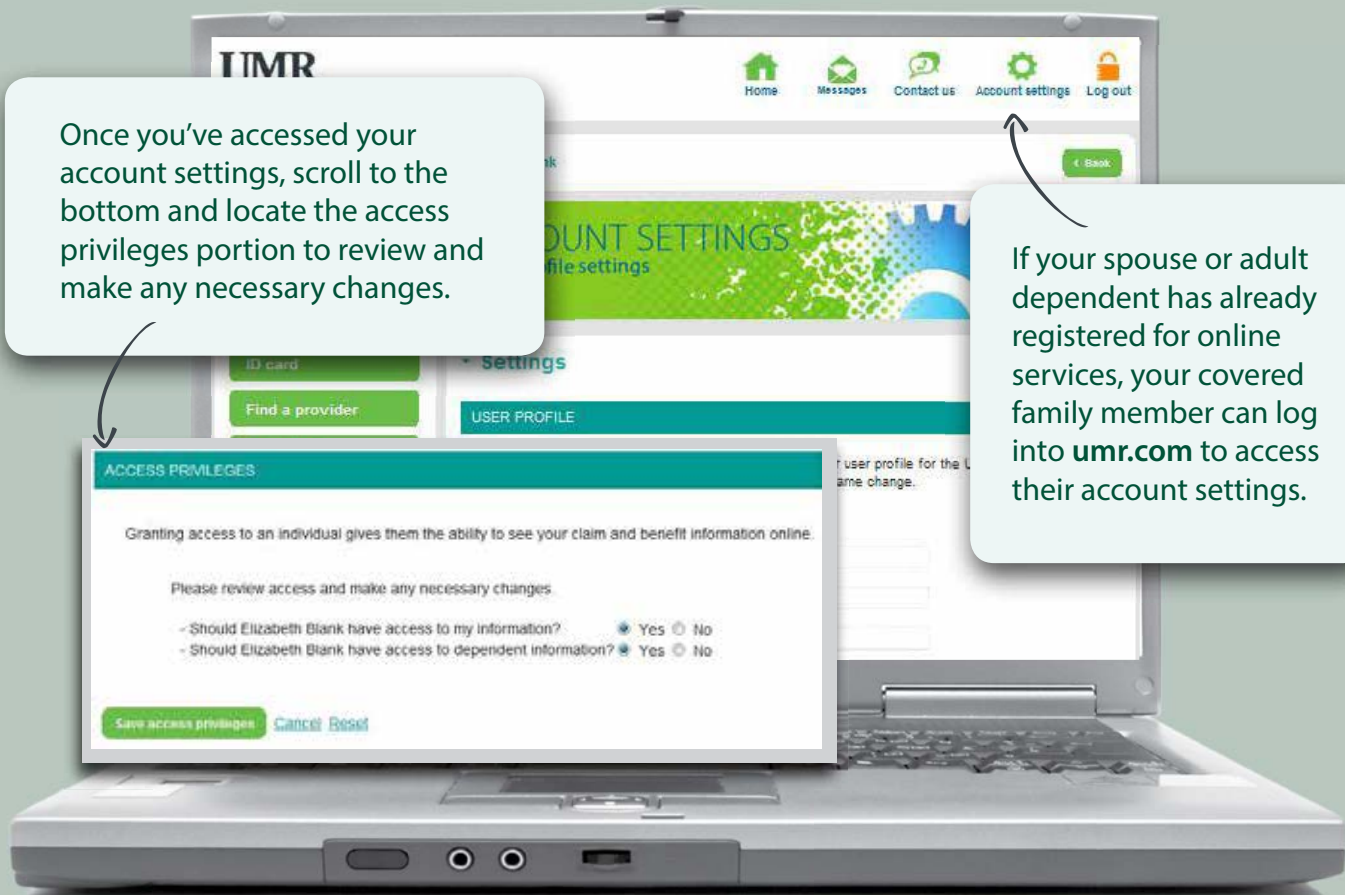 UMR
Home
Messages
Contact us
Account settings
Log out
Once you've accessed your
account settings, scroll to the
bottom and locate the access
privileges portion to review and
make any necessary changes.
Back
SETTINGS
settings
If your spouse or adult
dependent has already
registered for online
services, your covered
family member can log
into umr.com to access
their account settings.
ID card
Settings
Find a provider
USER PROFILE
user profile for the
change.
ACCESS PRIVILEGES
Granting access to an individual gives them the ability to see your claim and benefit information online.
Please review access and make any necessary changes.
- Should Elizabeth Blank have access to my information? Yes No
- Should Elizabeth Blank have access to dependent information? Yes No
Save access privileges Cancel Reset